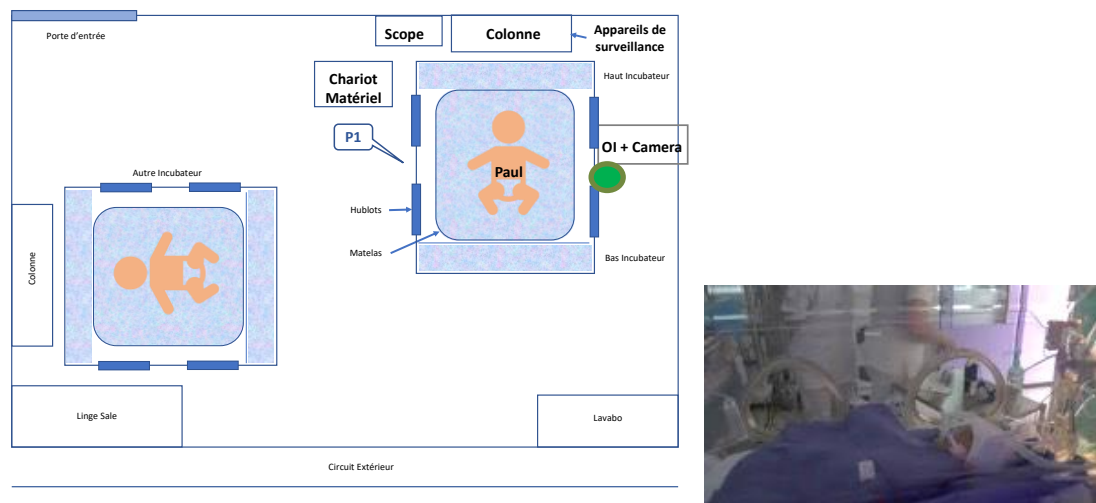 Porte d'entrée
Scope
Colonne
Appareils de
surveillance
Chariot
Matériel
Haut Incubateur
P1
OI + Camera
Paul
Autre Incubateur
Hublots
Matelas
Bas Incubateur
Colonne
Linge Sale
Lavabo
Circuit Extérieur